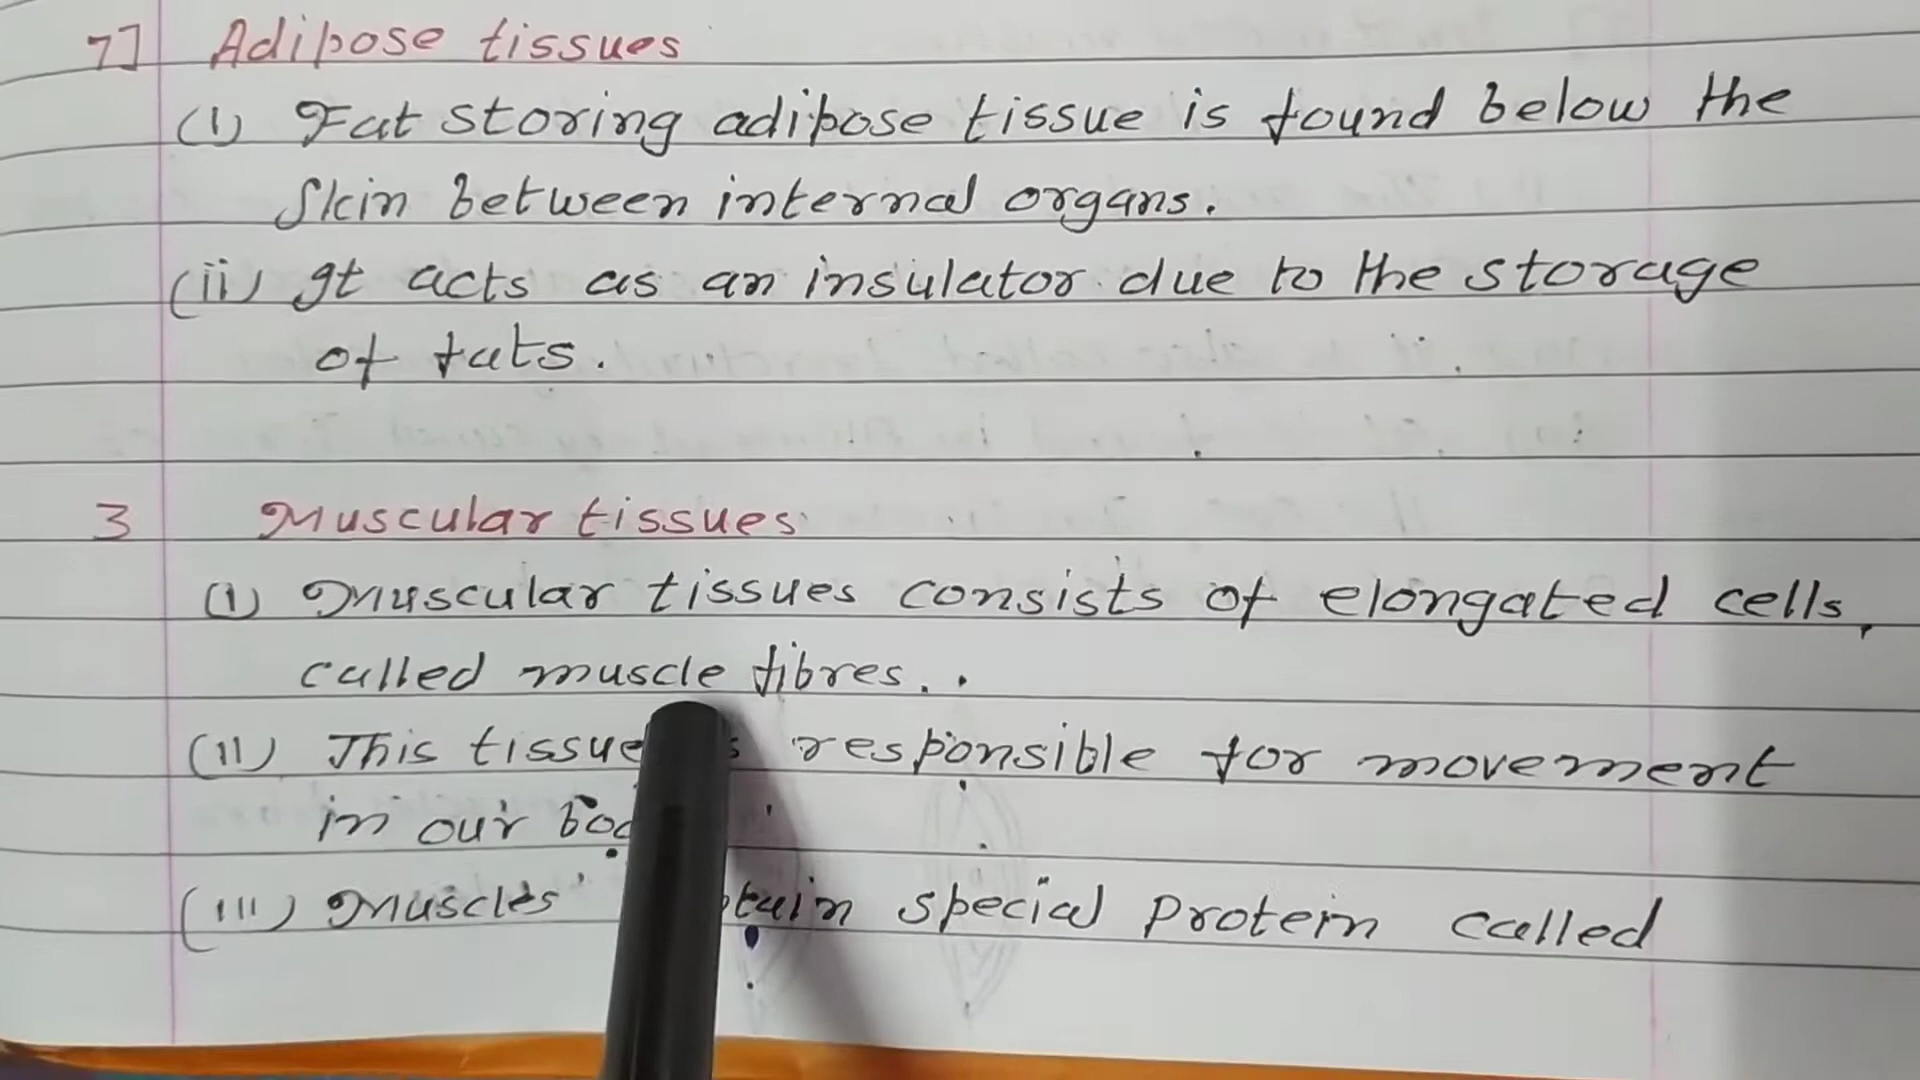 7] Adipose tissues
(i) Fat storing adipose tissue is found below the
Skin between internal organs.
(ii) It acts as an insulator due to the storage
of fats.
3 Muscular tissues
(i) Muscular tissues consists of elongated cells,
called muscle fibres.
(II) This tissue responsible for movement
in our
(III) Muscles special Protein called